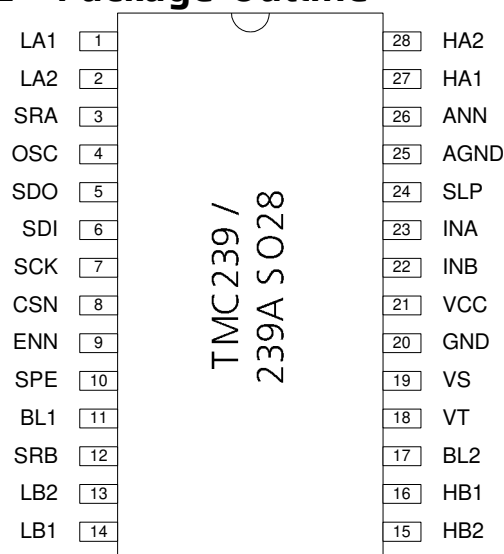 Package Outline
LA1 1 28 HA2
LA2 2 27 HA1
SRA 3 26 ANN
OSC 4 25 AGND
SDO 5 24 SLP
SDI 6 23 INA
SCK 7 22 INB
CSN 8 21 VCC
ENN 9 20 GND
SPE 10 19 VS
BL1 11 18 VT
SRB 12 17 BL2
LB2 13 16 HB1
LB1 14 15 HB2
TMC239 /
239A SO28